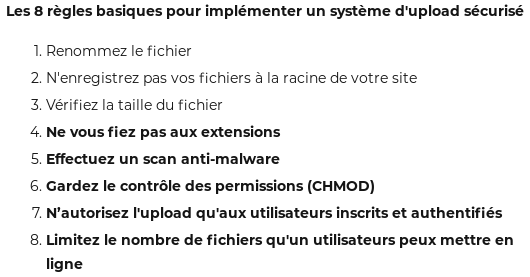 Les 8 règles basiques pour implémenter un système d'upload sécurisé
1. Renommez le fichier
2. N'enregistrez pas vos fichiers à la racine de votre site
3. Vérifiez la taille du fichier
4. Ne vous fiez pas aux extensions
5. Effectuez un scan anti-malware
6. Gardez le contrôle des permissions (CHMOD)
7. N’autorisez l'upload qu'aux utilisateurs inscrits et authentifiés
8. Limitez le nombre de fichiers qu'un utilisateurs peux mettre en
ligne